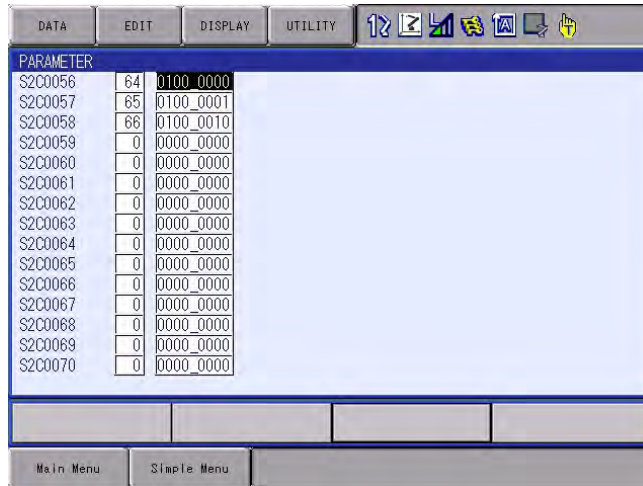 DATA EDIT DISPLAY UTILITY
PARAMETER
S2C0056 64 0100_0000
S2C0057 65 0100_0001
S2C0058 66 0100_0010
S2C0059 0 0000_0000
S2C0060 0 0000_0000
S2C0061 0 0000_0000
S2C0062 0 0000_0000
S2C0063 0 0000_0000
S2C0064 0 0000_0000
S2C0065 0 0000_0000
S2C0066 0 0000_0000
S2C0067 0 0000_0000
S2C0068 0 0000_0000
S2C0069 0 0000_0000
S2C0070 0 0000_0000
Main Menu Simple Menu